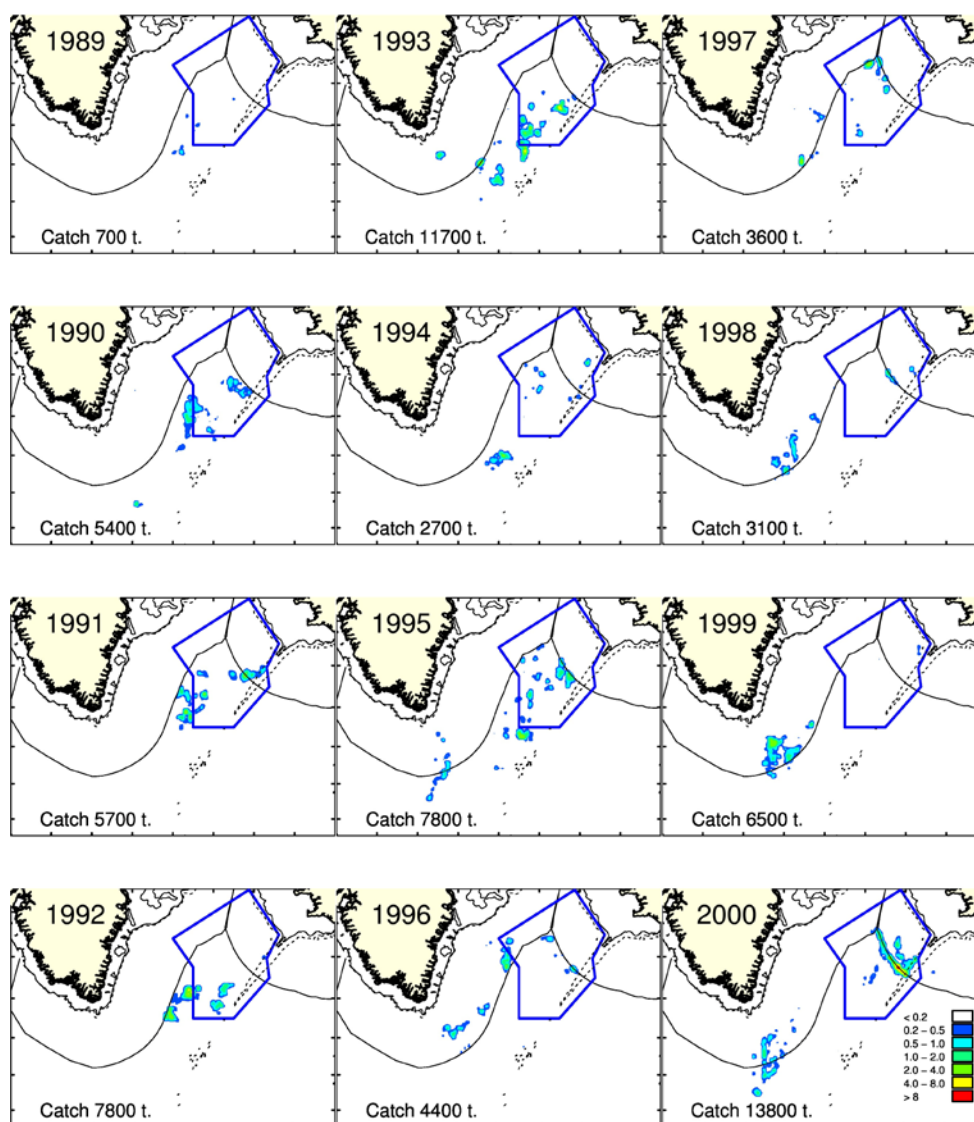 1989
Catch 700 t.
1993
Catch 11700 t.
1997
Catch 3600 t.
1990
Catch 5400 t.
1994
Catch 2700 t.
1998
Catch 3100 t.
1991
Catch 5700 t.
1995
Catch 7800 t.
1999
Catch 6500 t.
1992
Catch 7800 t.
1996
Catch 4400 t.
2000
Catch 13800 t.
< 0.2
0.2 – 0.5
0.5 – 1.0
1.0 – 2.0
2.0 – 4.0
4.0 – 8.0
> 8